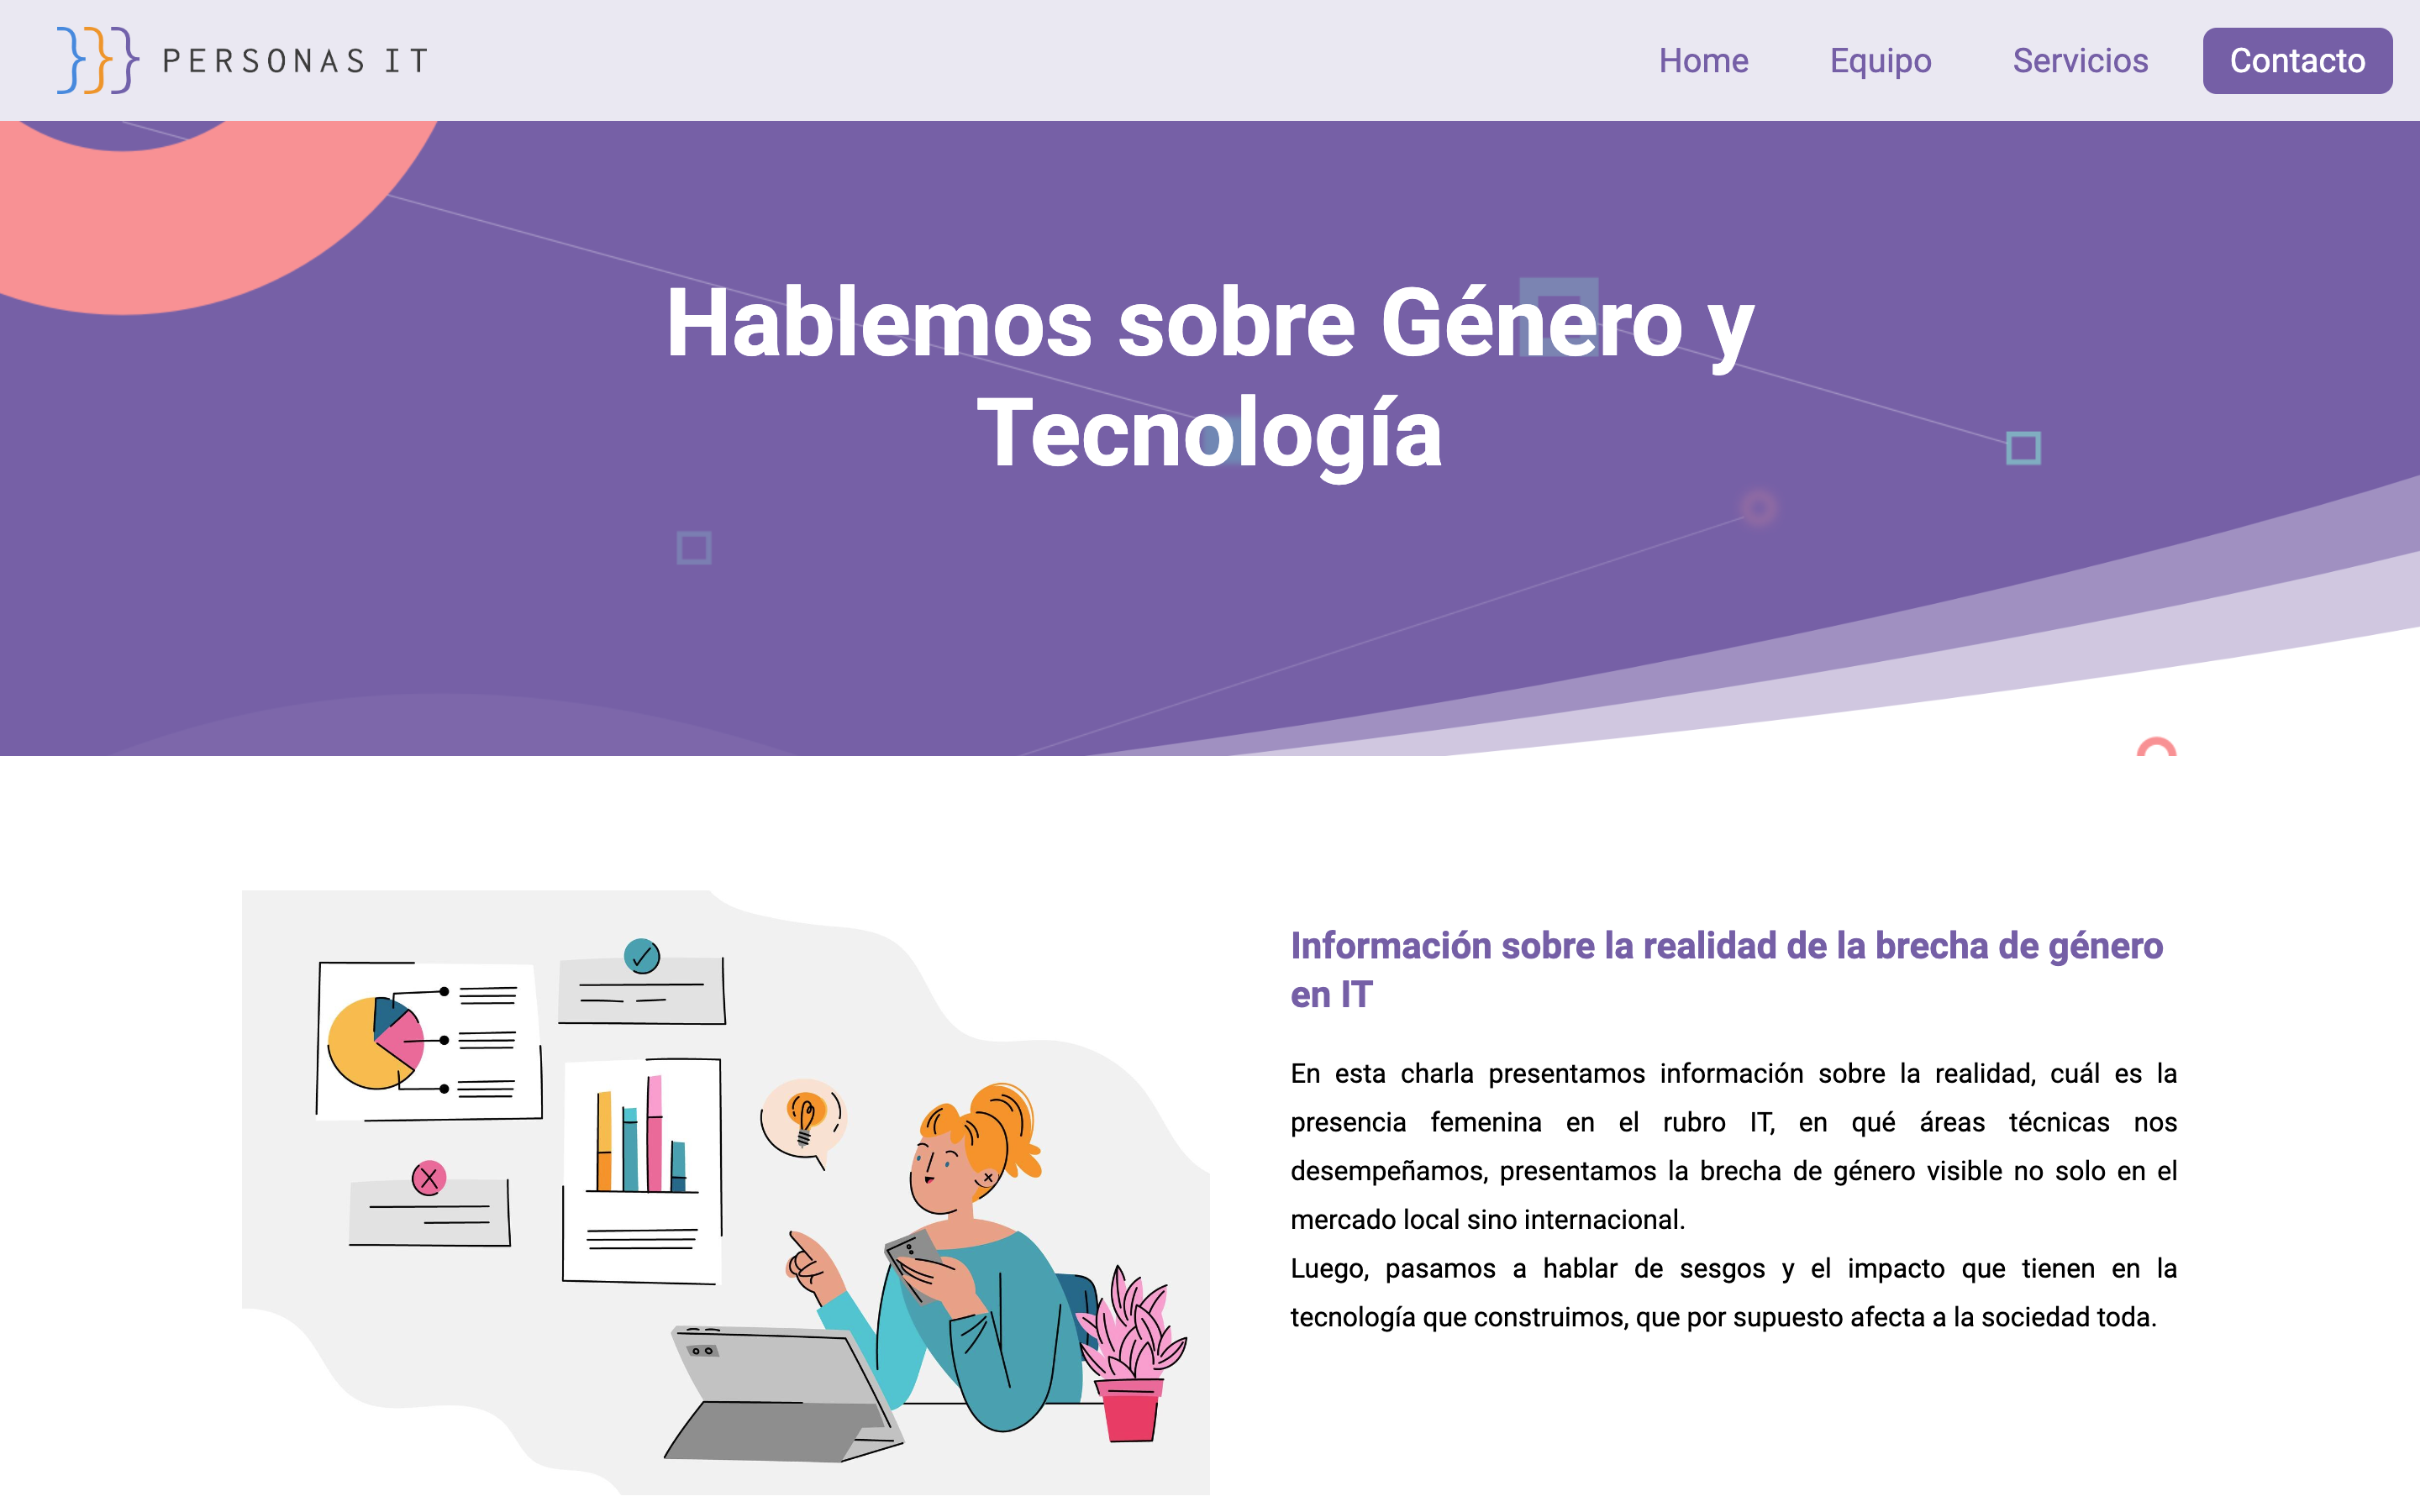 PERSONAS IT
Home
Equipo
Servicios
Contacto
Hablemos sobre Género y
Tecnología
Información sobre la realidad de la brecha de género
en IT
En esta charla presentamos información sobre la realidad, cuál es la
presencia femenina en el rubro IT, en qué áreas técnicas nos
desempeñamos, presentamos la brecha de género visible no solo en el
mercado local sino internacional.
Luego, pasamos a hablar de sesgos y el impacto que tienen en la
tecnología que construimos, que por supuesto afecta a la sociedad toda.